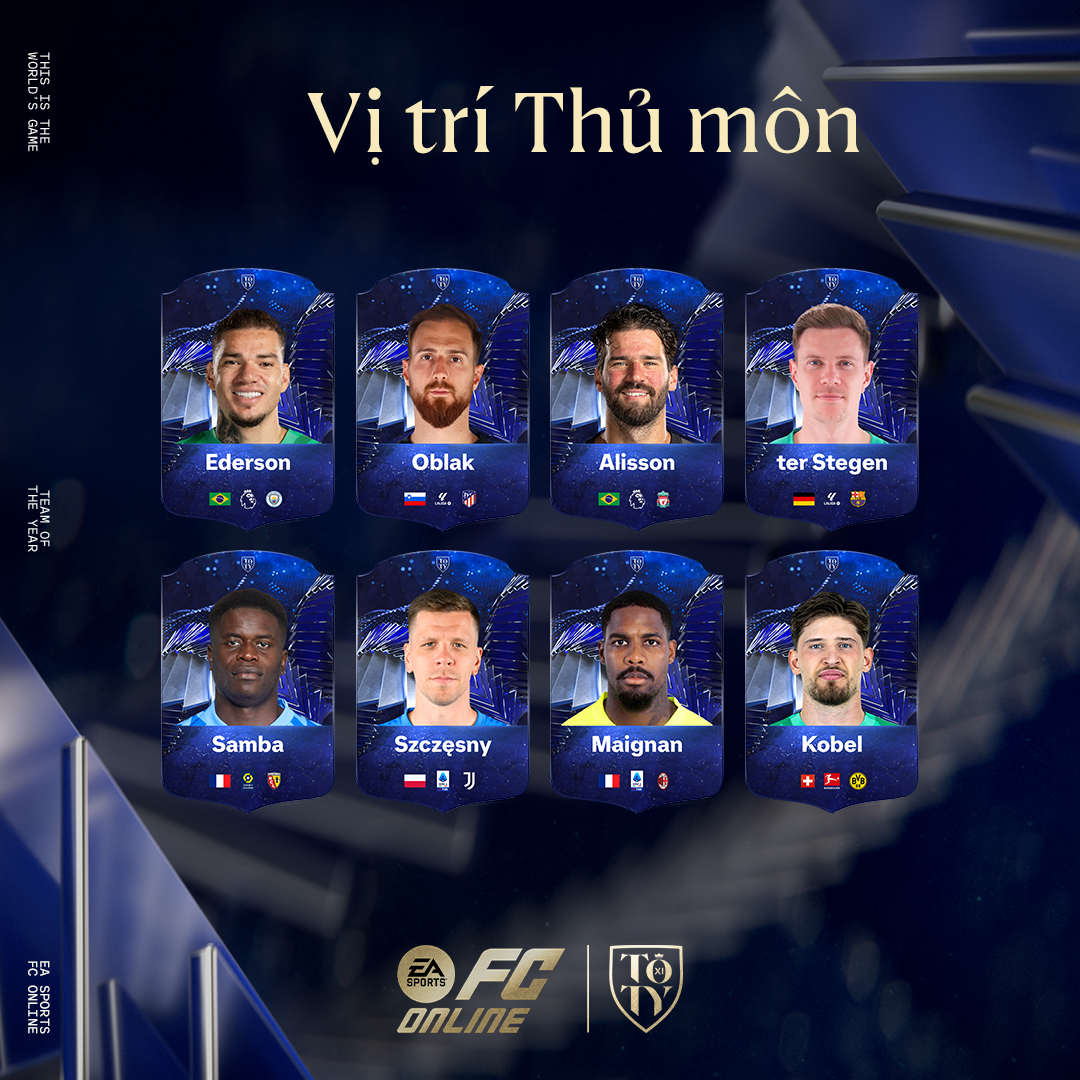 THIS IS THE
WORLD'S GAME
Vị trí Thủ môn
TEAM OF
THE YEAR
Ederson
Oblak
Alisson
ter Stegen
Samba
Szczęsny
Maignan
Kobel
EA SPORTS
FC ONLINE
EA
SPORTS
FC
ONLINE
TOTY
XI